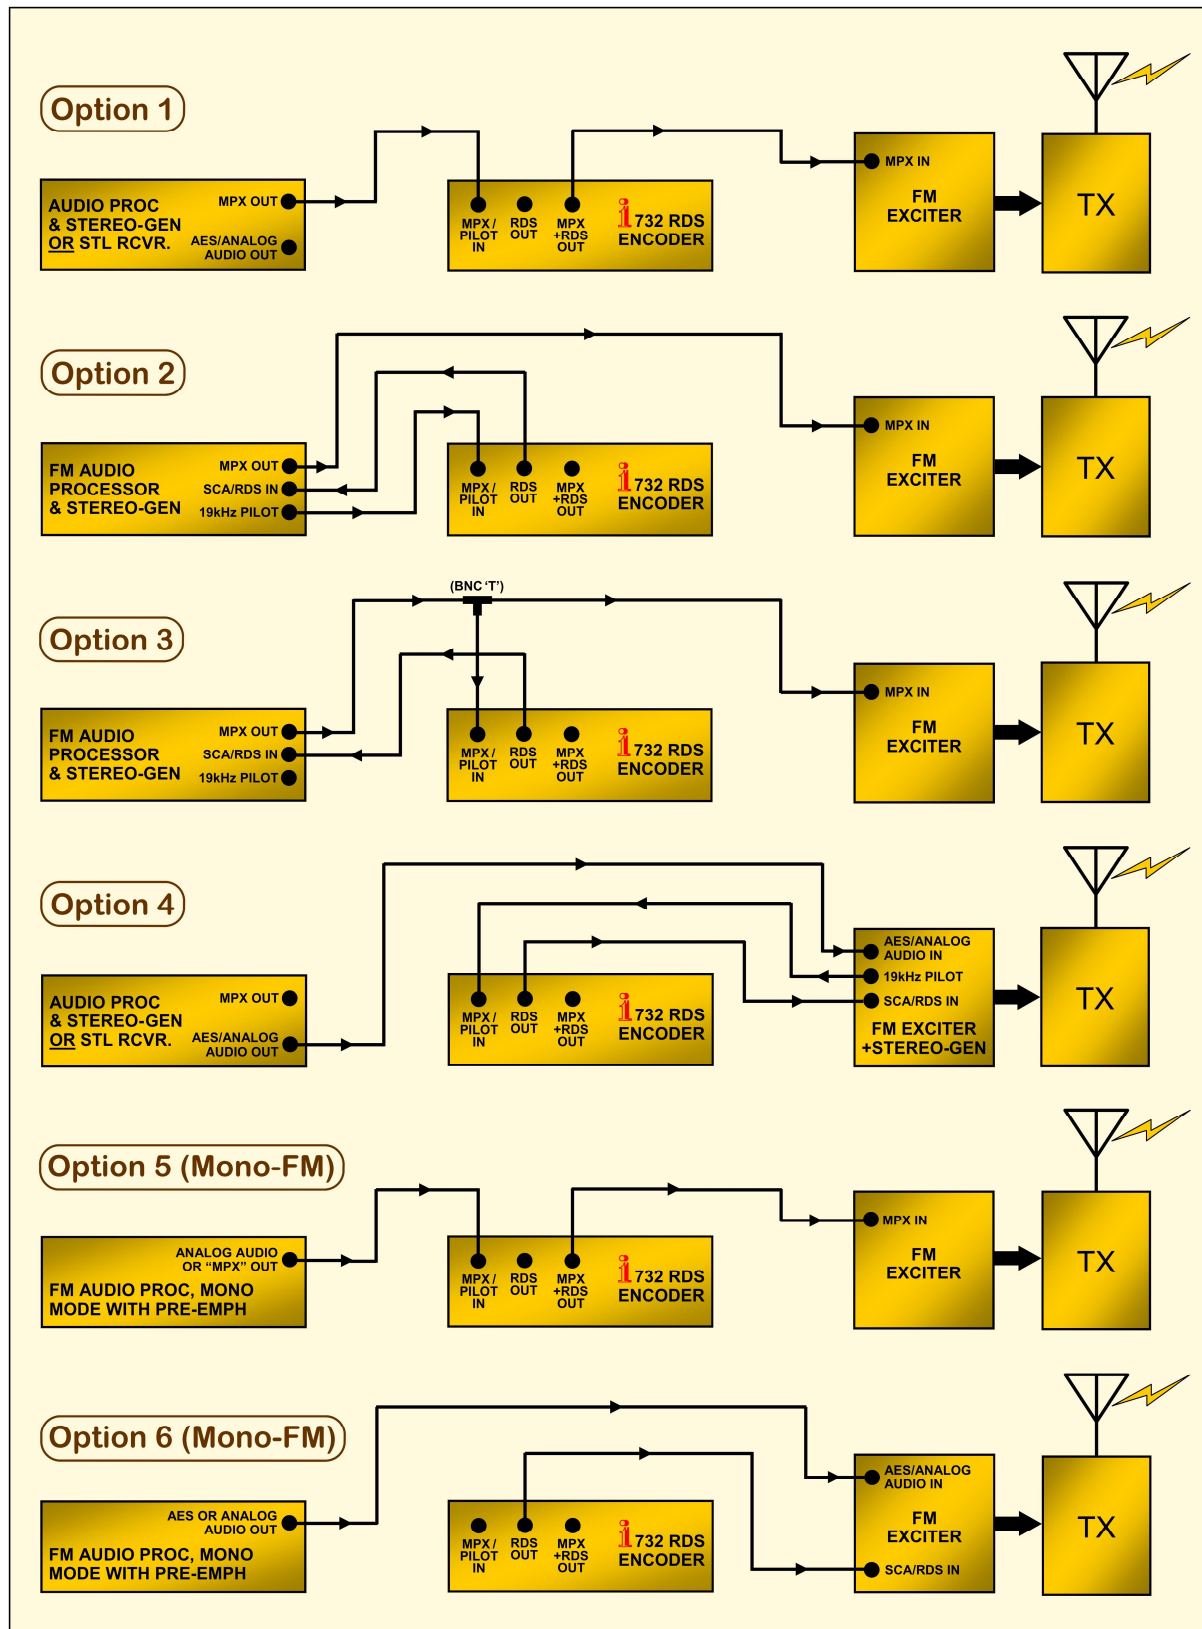 Option 1
AUDIO PROC
& STEREO-GEN
OR STL RCVR.
MPX OUT
AES/ANALOG
AUDIO OUT
MPX /
PILOT
IN
RDS
OUT
MPX
+RDS
OUT
i732 RDS
ENCODER
MPX IN
FM
EXCITER
TX
Option 2
FM AUDIO
PROCESSOR
& STEREO-GEN
MPX OUT
SCA/RDS IN
19kHz PILOT
MPX /
PILOT
IN
RDS
OUT
MPX
+RDS
OUT
i732 RDS
ENCODER
MPX IN
FM
EXCITER
TX
(BNC ‘T’)
Option 3
FM AUDIO
PROCESSOR
& STEREO-GEN
MPX OUT
SCA/RDS IN
19kHz PILOT
MPX /
PILOT
IN
RDS
OUT
MPX
+RDS
OUT
i732 RDS
ENCODER
MPX IN
FM
EXCITER
TX
Option 4
AUDIO PROC
& STEREO-GEN
OR STL RCVR.
MPX OUT
AES/ANALOG
AUDIO OUT
MPX /
PILOT
IN
RDS
OUT
MPX
+RDS
OUT
i732 RDS
ENCODER
AES/ANALOG
AUDIO IN
19kHz PILOT
SCA/RDS IN
FM EXCITER
+STEREO-GEN
TX
Option 5 (Mono-FM)
ANALOG AUDIO
OR “MPX” OUT
FM AUDIO PROC, MONO
MODE WITH PRE-EMPH
MPX /
PILOT
IN
RDS
OUT
MPX
+RDS
OUT
i732 RDS
ENCODER
MPX IN
FM
EXCITER
TX
Option 6 (Mono-FM)
AES OR ANALOG
AUDIO OUT
FM AUDIO PROC, MONO
MODE WITH PRE-EMPH
MPX /
PILOT
IN
RDS
OUT
MPX
+RDS
OUT
i732 RDS
ENCODER
AES/ANALOG
AUDIO IN
FM
EXCITER
SCA/RDS IN
TX